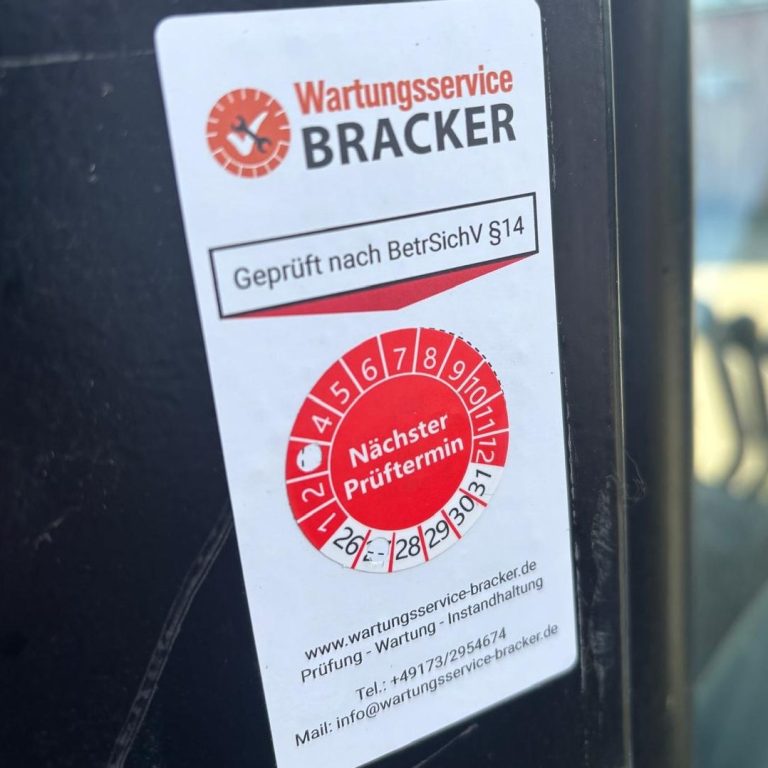 Wartungsservice
BRACKER
Geprüft nach BetrSichV §14
1 2 4 5 6 7 8 9 10 11 12
Nächster
Prüftermin
26 28 29 30 31
www.wartungsservice-bracker.de
Prüfung - Wartung - Instandhaltung
Tel.: +49173/2954674
Mail: info@wartungsservice-bracker.de